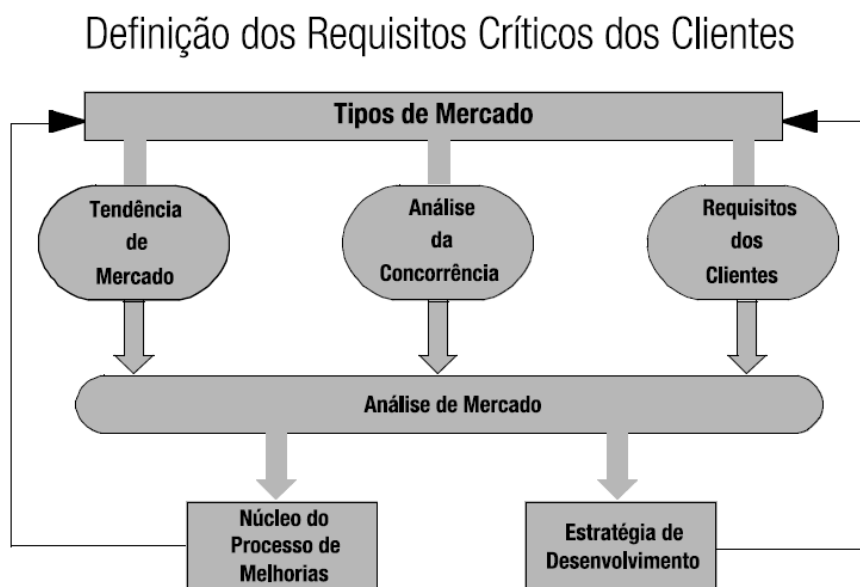 Definição dos Requisitos Críticos dos Clientes
Tipos de Mercado
Tendência
de
Mercado
Análise
da
Concorrência
Requisitos
dos
Clientes
Análise de Mercado
Núcleo do
Processo de
Melhorias
Estratégia de
Desenvolvimento